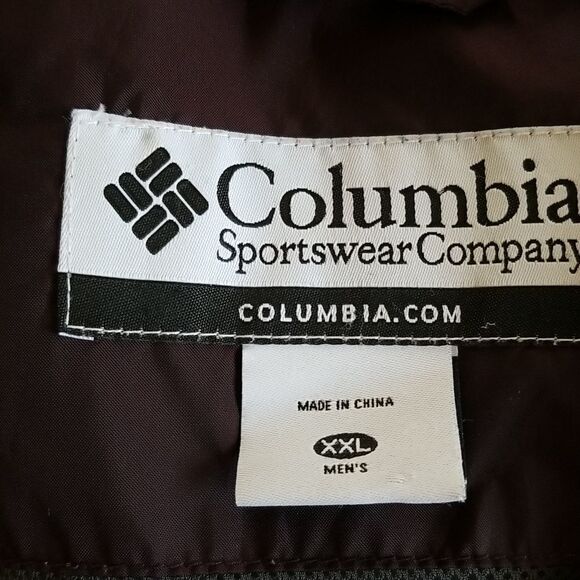 Columbia
Sportswear Company
COLUMBIA.COM
MADE IN CHINA
XXL
MEN'S